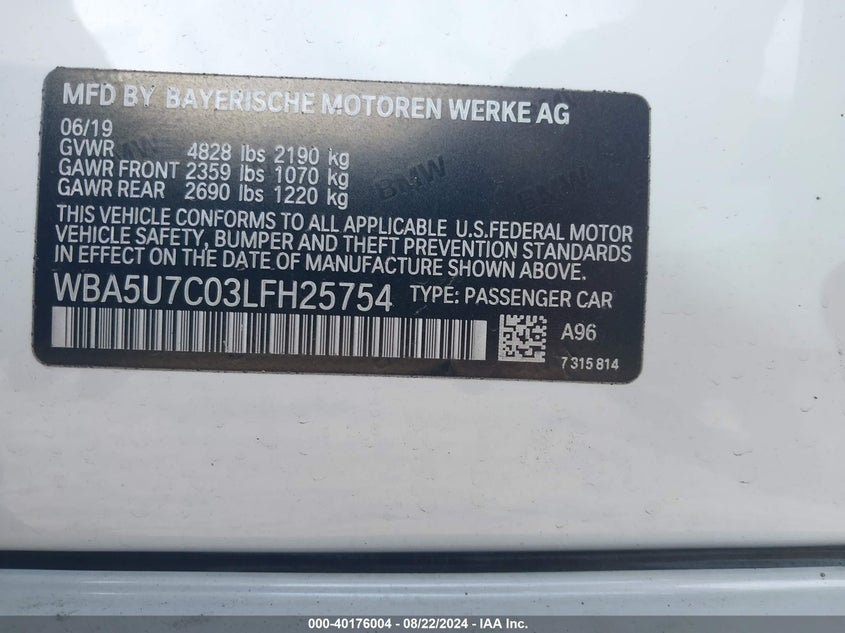 MFD BY BAYERISCHE MOTOREN WERKE AG
06/19
GVWR 4828 lbs 2190 kg
GAWR FRONT 2359 lbs 1070 kg
GAWR REAR 2690 lbs 1220 kg
THIS VEHICLE CONFORMS TO ALL APPLICABLE U.S.FEDERAL MOTOR
VEHICLE SAFETY, BUMPER AND THEFT PREVENTION STANDARDS
IN EFFECT ON THE DATE OF MANUFACTURE SHOWN ABOVE.
WBA5U7C03LFH25754 TYPE: PASSENGER CAR
A96
7 315 814
BMW
000-40176004 - 08/22/2024 - IAA Inc.